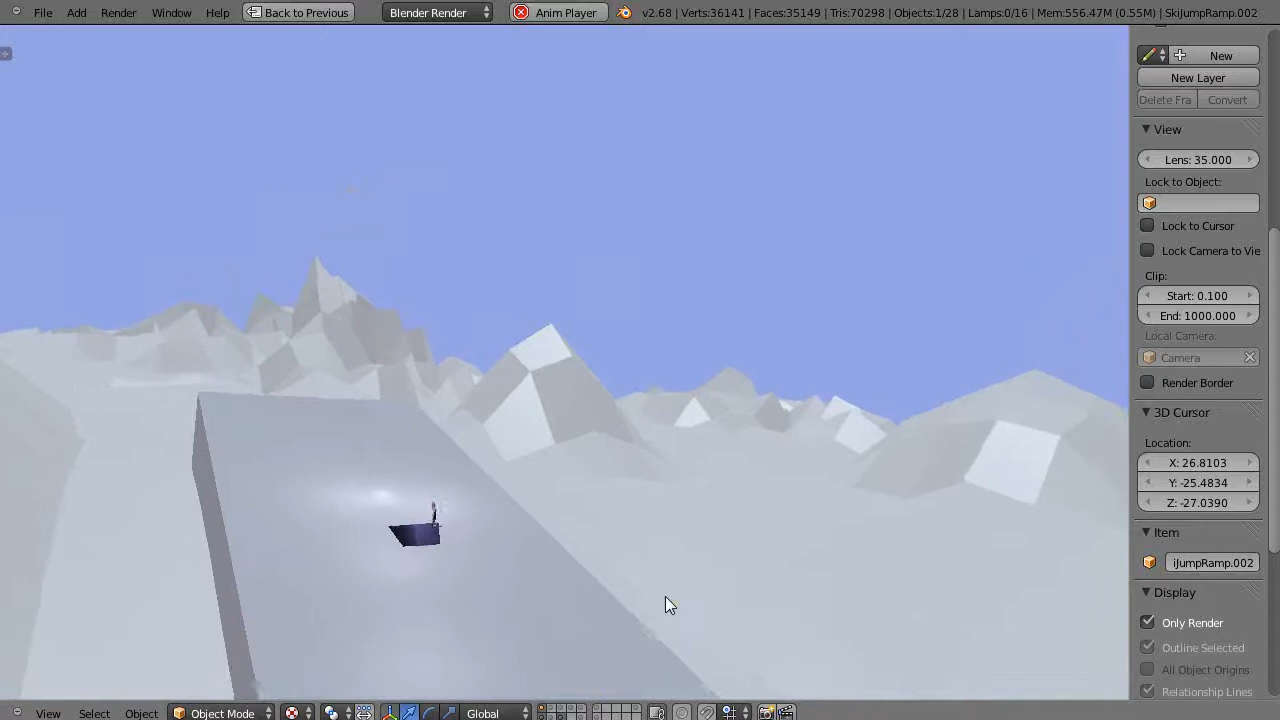 File Add Render Window Help Back to Previous Blender Render Anim Player v2.68 | Verts:36141 | Faces:35149 | Tris:70298 | Objects:1/28 | Lamps:0/16 | Mem:556.47M (0.55M) | SkiJumpRamp.002
New
New Layer
Delete Fra Convert
View
Lens: 35.000
Lock to Object:
Lock to Cursor
Lock Camera to Vie
Clip:
Start: 0.100
End: 1000.000
Local Camera:
Camera
Render Border
3D Cursor
Location:
X: 26.8103
Y: -25.4834
Z: -27.0390
Item
iJumpRamp.002
Display
Only Render
Outline Selected
All Object Origins
Relationship Lines
View Select Object Object Mode Global